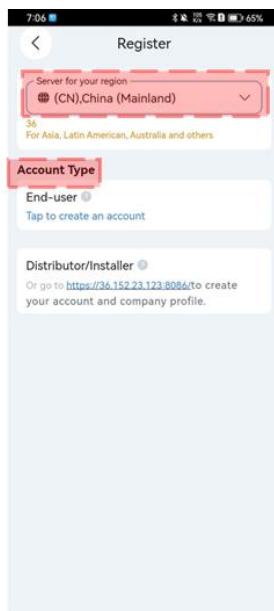 7:06
65%
Register
Server for your region
(CN),China (Mainland)
36
For Asia, Latin American, Australia and others
Account Type
End-user
Tap to create an account
Distributor/Installer
Or go to https://36.152.23.123:8086/to create
your account and company profile.